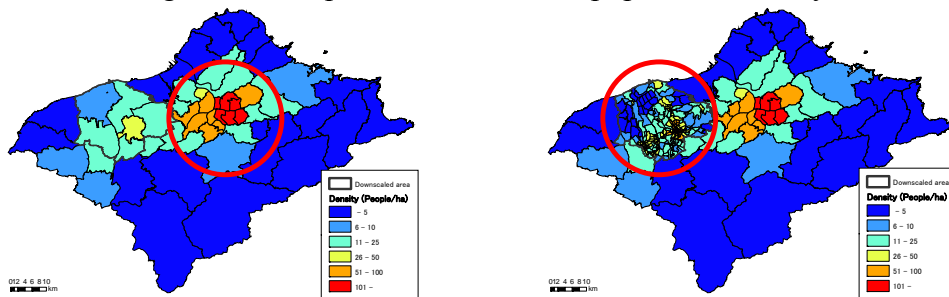 Downscaled area
Density (People/ha)
- 5
6 - 10
11 - 25
26 - 50
51 - 100
101 -
012 4 6 810
km
Downscaled area
Density (People/ha)
- 5
6 - 10
11 - 25
26 - 50
51 - 100
101 -
012 4 6 810
km